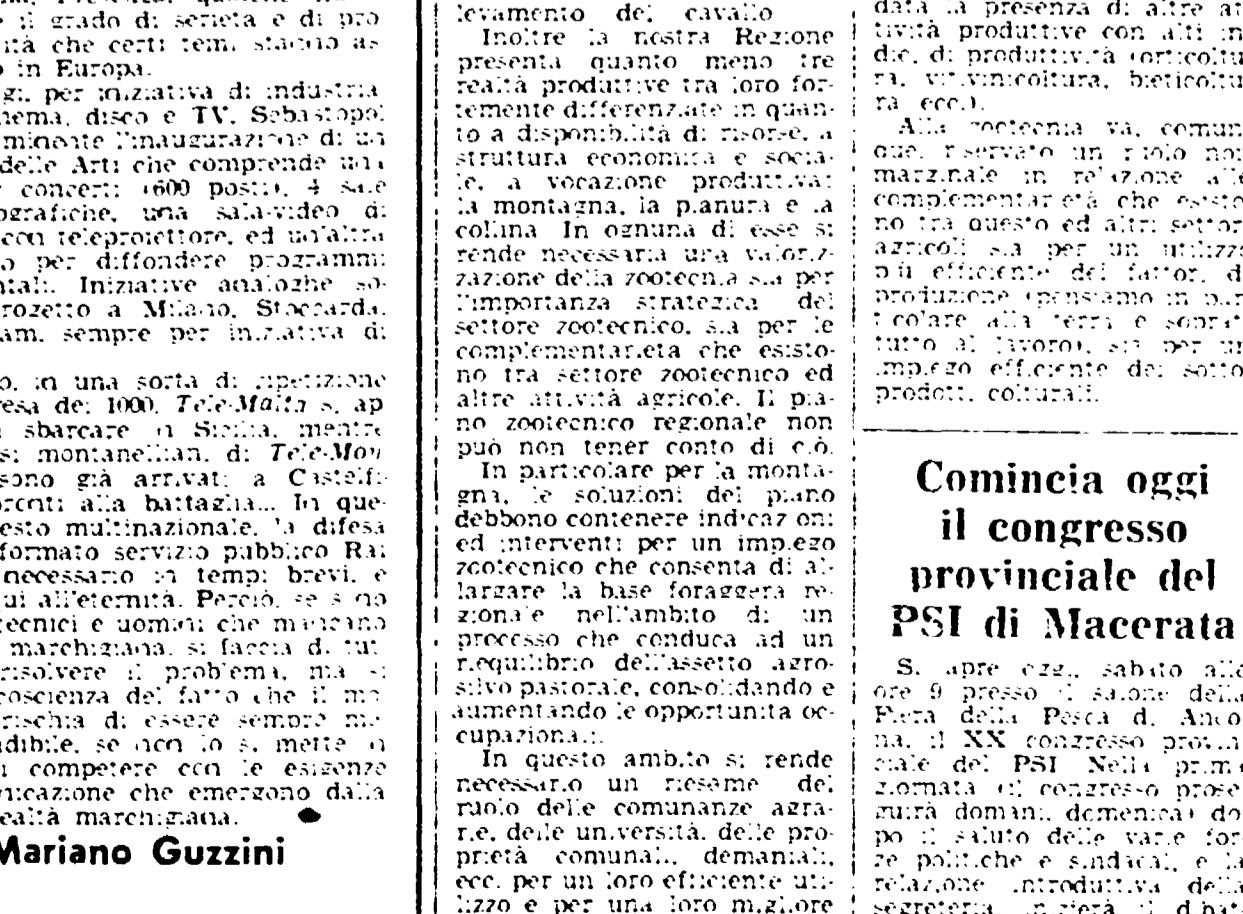 e il grado di serietà e di pro
ità che certi temi stanno as
o in Europa.
gi, per iniziativa di industria
nema, disco e TV, Sebastopol
imminente l'inaugurazione di un
delle Arti che comprende una
concerti (600 posti), 4 sale
ografiche, una sala-video di
con teleproiettore, ed un'altra
o per diffondere programmi
ntali. Iniziative analoghe so-
rogetto a Milano, Stoccarda,
am, sempre per iniziativa di
o, in una sorta di ripetizione
resa dei 1000, Tele-Malta s. ap
sbarcare in Sicilia, mentre
si montanelliani di Tele-Mon
sono già arrivati a Castelfi-
pronti alla battaglia... In que-
esto multinazionale, la difesa
formato servizio pubblico Rai
necessario in tempi brevi, e
qui all'eternità. Perciò, se sono
tecnici e uomini che mancano
marchigiana, si faccia di tut-
risolvere il problema, ma si
coscienza del fatto che il mo
rischia di essere sempre me-
dibile, se non lo si mette in
i competere con le esigenze
nicazione che emergono dalla
ealtà marchigiana.
Mariano Guzzini
levamento del cavallo
Inoltre la nostra Regione
presenta quanto meno tre
realtà produttive tra loro for-
temente differenziate in quan-
to a disponibilità di risorse, a
struttura economica e socia-
le, a vocazione produttiva:
la montagna, la pianura e la
collina. In ognuna di esse si
rende necessaria una valoriz-
zazione della zootecnia sia per
l'importanza strategica del
settore zootecnico, sia per le
complementarietà che esisto-
no tra settore zootecnico ed
altre attività agricole. Il pia-
no zootecnico regionale non
può non tener conto di ciò.
In particolare per la monta-
gna, le soluzioni del piano
debbono contenere indicazioni
ed interventi per un impiego
zootecnico che consenta di al-
largare la base foraggera re-
gionale nell'ambito di un
processo che conduca ad un
riequilibrio dell'assetto agro-
silvo pastorale, consolidando e
aumentando le opportunità oc-
cupazionali.
In questo ambito si rende
necessario un riesame del
ruolo delle comunanze agra-
rie, delle università, delle pro-
prietà comunali, demaniali,
ecc. per un loro efficiente uti-
lizzo e per una loro migliore
data la presenza di altre at
tività produttive con alti in
dici di produttività (orticoltu
ra, vitivinicoltura, bieticoltu
ra ecc.).
Alla zootecnia va, comun
que, riservato un ruolo non
marginale in relazione alle
complementarietà che esisto
no tra questo ed altri settori
agricoli sia per un utilizzo
più efficiente dei fattori di
produzione (pensiamo in par
ticolare alla terra e soprat
tutto al lavoro), sia per un
impiego efficiente dei sotto
prodotti colturali.
Comincia oggi
il congresso
provinciale del
PSI di Macerata
Si apre oggi, sabato alle
ore 9 presso il salone della
Fiera della Pesca di Anco
na, il XX congresso provin
ciale del PSI Nella prima
giornata (il congresso prose
guirà domani, domenica) do
po il saluto delle varie for
ze politiche e sindacali e la
relazione introduttiva della
segreteria inizierà il dibat